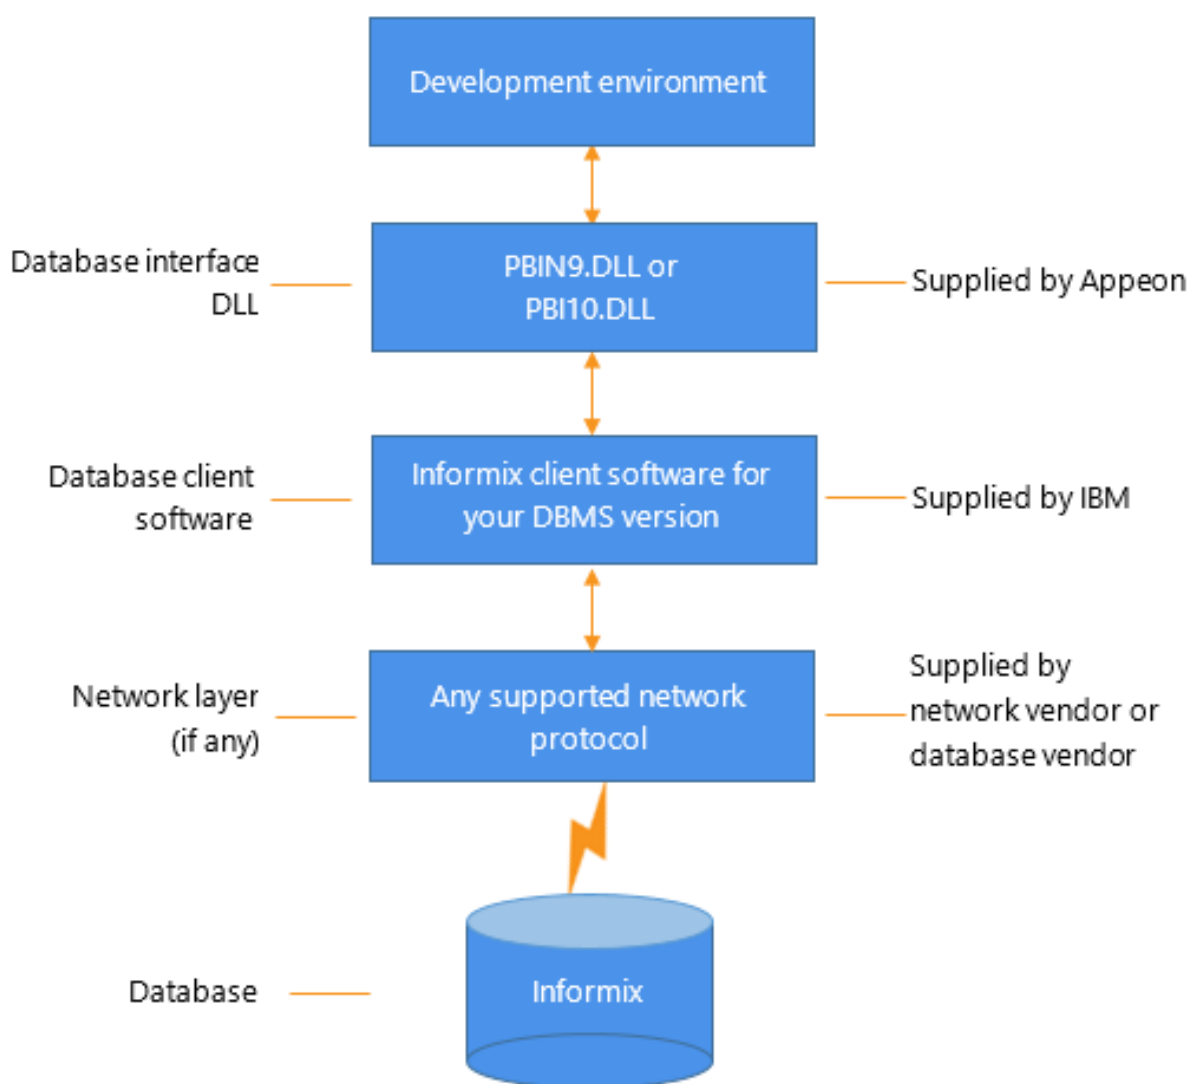 Development environment
Database interface
DLL
PBIN9.DLL or
PBI10.DLL
Supplied by Appeon
Database client
software
Informix client software for
your DBMS version
Supplied by IBM
Network layer
(if any)
Any supported network
protocol
Supplied by
network vendor or
database vendor
Database
Informix